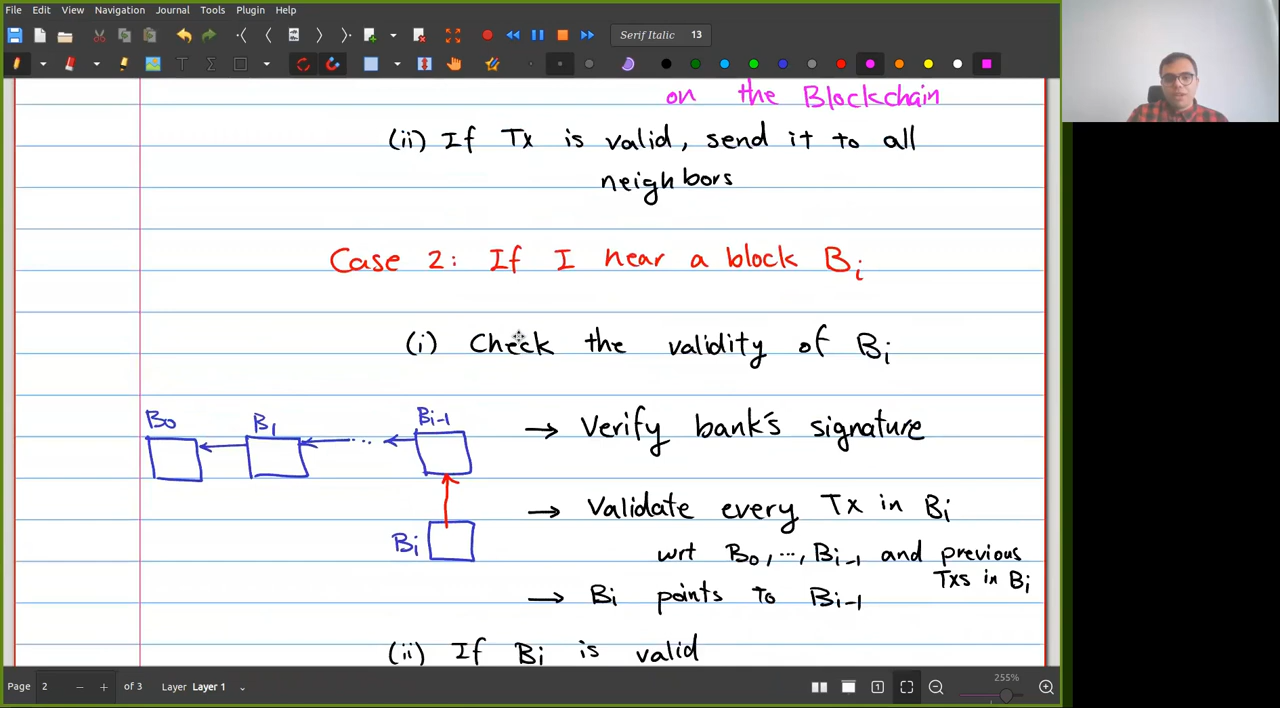 File Edit View Navigation Journal Tools Plugin Help
Serif Italic 13
on the Blockchain
(ii) If Tx is valid, send it to all
neighbors
Case 2: If I hear a block Bi
(i) Check the validity of Bi
B0 B1 ... Bi-1
→ Verify bank's signature
→ Validate every Tx in Bi
Bi
wrt B0, ..., Bi-1 and previous
Txs in Bi
→ Bi points to Bi-1
(ii) If Bi is valid
Page 2 - + of 3 Layer Layer 1
255%